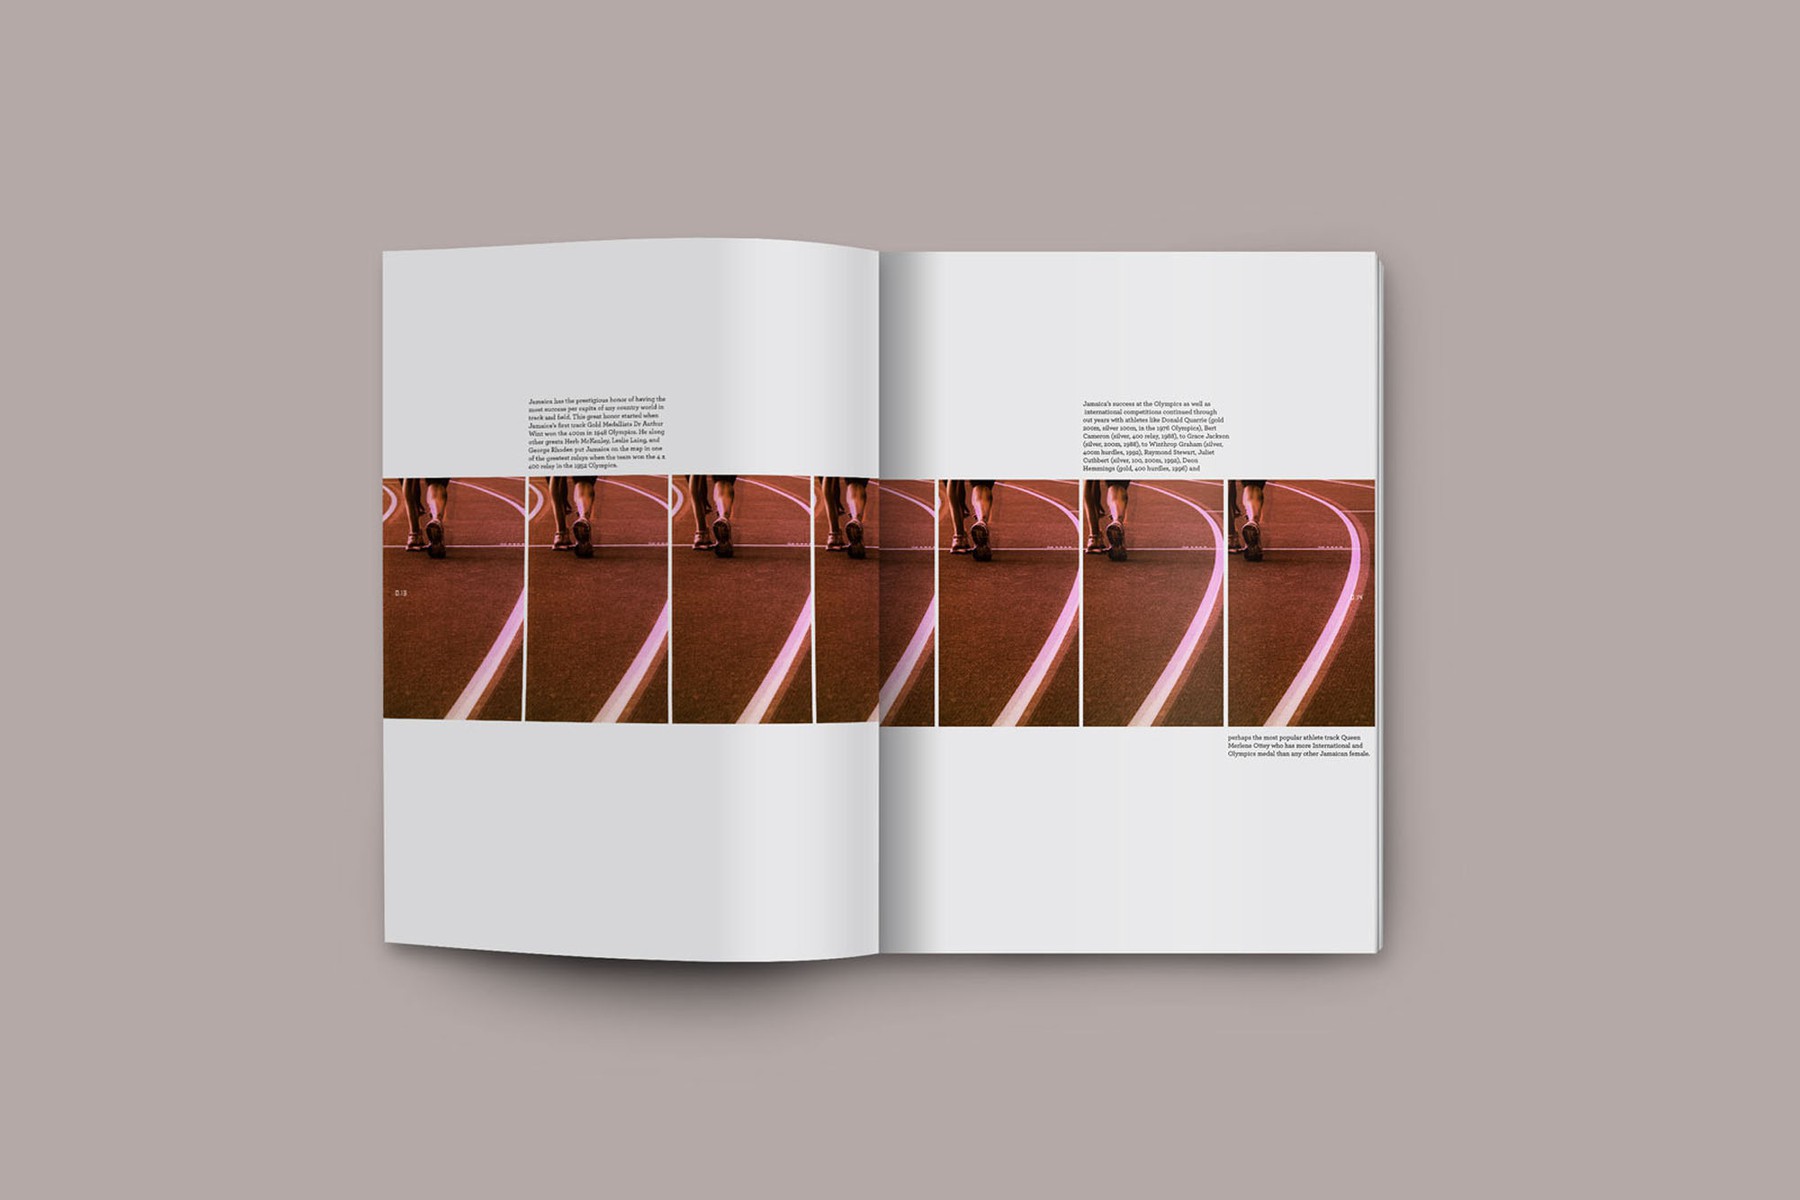 Jamaica has the prestigious honor of having the
most success per capita of any country world in
track and field. This great honor started when
Jamaica's first track Gold Medallists Dr Arthur
Wint won the 400m in 1948 Olympics. He along
other greats Herb McKenley, Leslie Laing, and
George Rhoden put Jamaica on the map in one
of the greatest relays when the team won the 4 x
400 relay in the 1952 Olympics.
Jamaica's success at the Olympics as well as
international competitions continued through
out years with athletes like Donald Quarrie (gold
200m, silver 100m, in the 1976 Olympics), Bert
Cameron (silver, 400 relay, 1988), to Grace Jackson
(silver, 200m, 1988), to Winthrop Graham (silver,
400m hurdles, 1992), Raymond Stewart, Juliet
Cuthbert (silver, 100, 200m, 1992), Deon
Hemmings (gold, 400 hurdles, 1996) and
0.13
perhaps the most popular athlete track Queen
Merlene Ottey who has more International and
Olympics medal than any other Jamaican female.